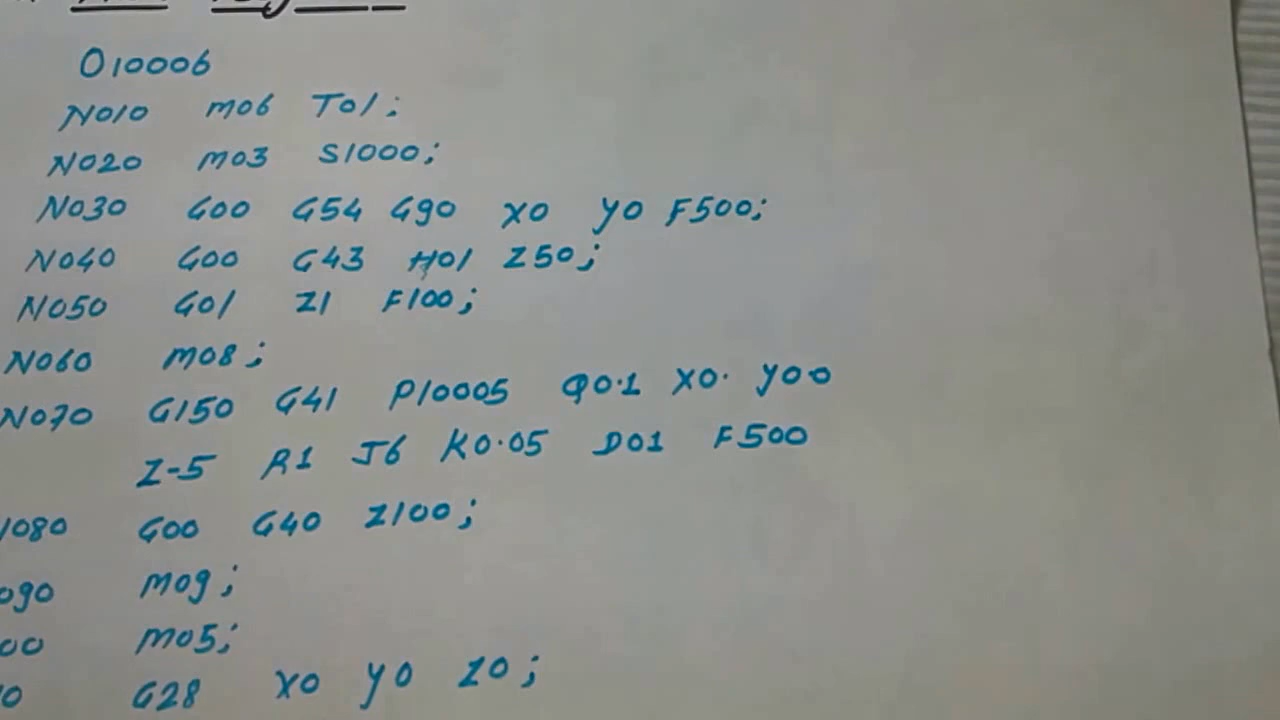 O10006
N010 M06 T01;
N020 M03 S1000;
N030 G00 G54 G90 X0 Y0 F500;
N040 G00 G43 H01 Z50;
N050 G01 Z1 F100;
N060 M08;
N070 G150 G41 P10005 Q0.1 X0. Y00
Z-5 R1 J6 K0.05 D01 F500
1080 G00 G40 Z100;
090 M09;
00 M05;
0 G28 X0 Y0 Z0;